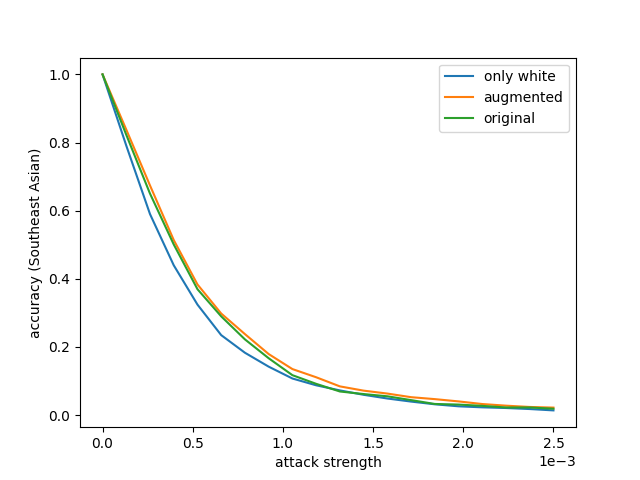 only white
augmented
original
1.0
0.8
0.6
0.4
0.2
0.0
accuracy (Southeast Asian)
0.0 0.5 1.0 1.5 2.0 2.5
1e−3
attack strength